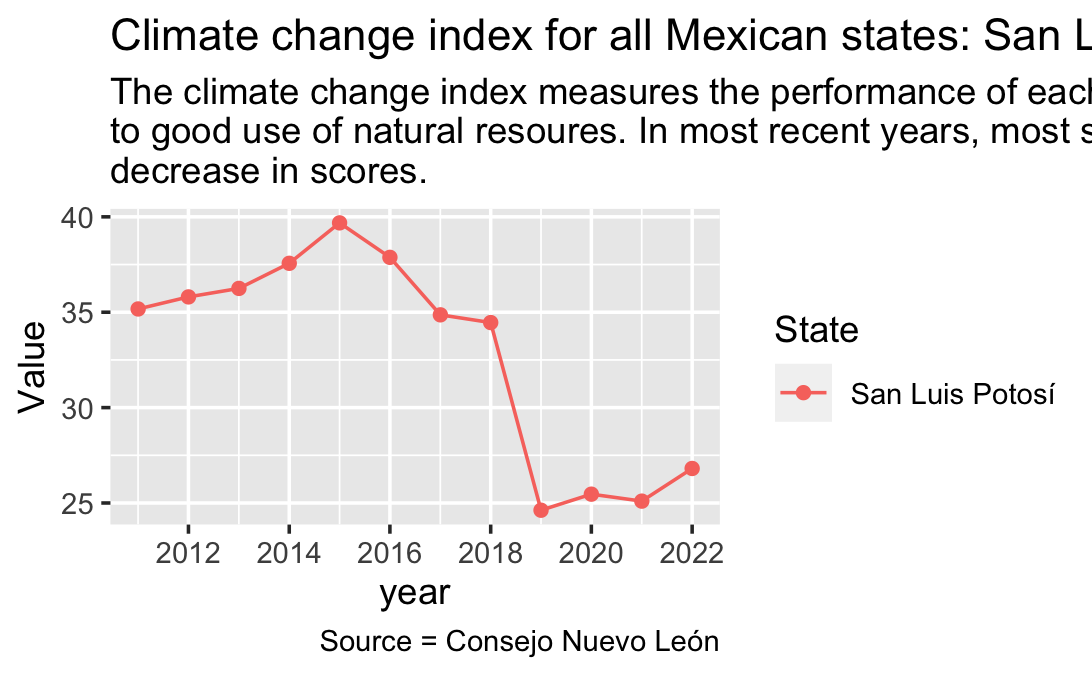 Climate change index for all Mexican states: San
The climate change index measures the performance of each
to good use of natural resoures. In most recent years, most
decrease in scores.
40
35
30
25
Value
2012 2014 2016 2018 2020 2022
year
State
San Luis Potosí
Source = Consejo Nuevo León